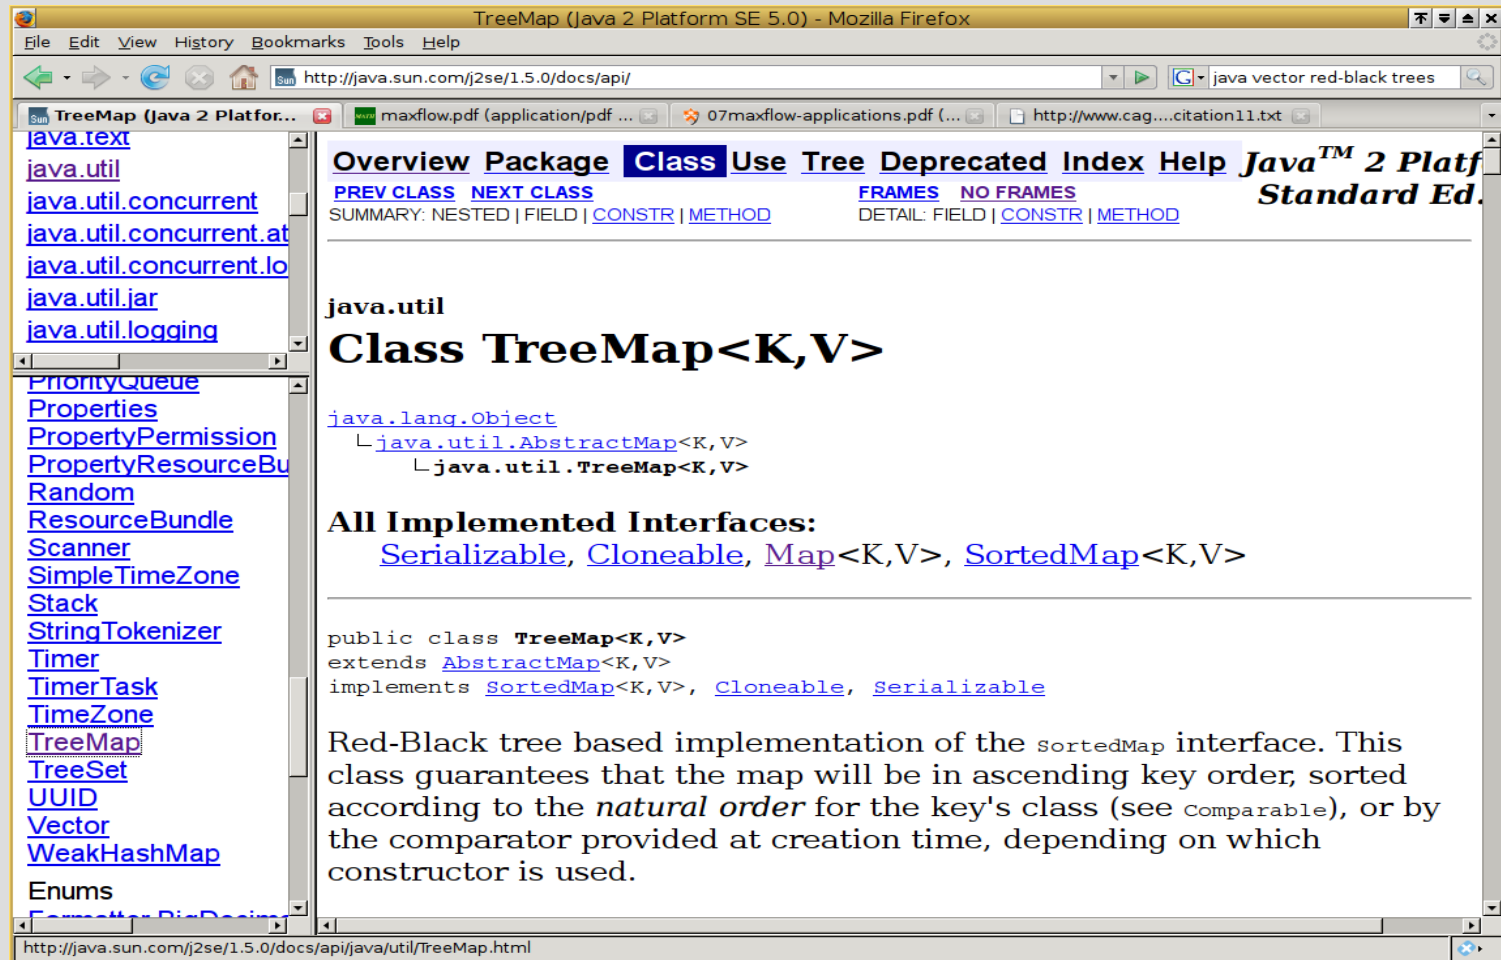 TreeMap (Java 2 Platform SE 5.0) - Mozilla Firefox
File Edit View History Bookmarks Tools Help
Sun http://java.sun.com/j2se/1.5.0/docs/api/ G java vector red-black trees
Sun TreeMap (Java 2 Platfor... maxflow.pdf (application/pdf ... 07maxflow-applications.pdf (... http://www.cag....citation11.txt
java.text
java.util
java.util.concurrent
java.util.concurrent.at
java.util.concurrent.lo
java.util.jar
java.util.logging
PriorityQueue
Properties
PropertyPermission
PropertyResourceBu
Random
ResourceBundle
Scanner
SimpleTimeZone
Stack
StringTokenizer
Timer
TimerTask
TimeZone
TreeMap
TreeSet
UUID
Vector
WeakHashMap
Enums
Formatter.BigDecima
Overview Package Class Use Tree Deprecated Index Help Java™ 2 Platf
Standard Ed.
PREV CLASS NEXT CLASS FRAMES NO FRAMES
SUMMARY: NESTED | FIELD | CONSTR | METHOD DETAIL: FIELD | CONSTR | METHOD
java.util
Class TreeMap<K,V>
java.lang.Object
java.util.AbstractMap<K,V>
java.util.TreeMap<K,V>
All Implemented Interfaces:
Serializable, Cloneable, Map<K,V>, SortedMap<K,V>
public class TreeMap<K,V>
extends AbstractMap<K,V>
implements SortedMap<K,V>, Cloneable, Serializable
Red-Black tree based implementation of the SortedMap interface. This
class guarantees that the map will be in ascending key order, sorted
according to the natural order for the key's class (see Comparable), or by
the comparator provided at creation time, depending on which
constructor is used.
http://java.sun.com/j2se/1.5.0/docs/api/java/util/TreeMap.html